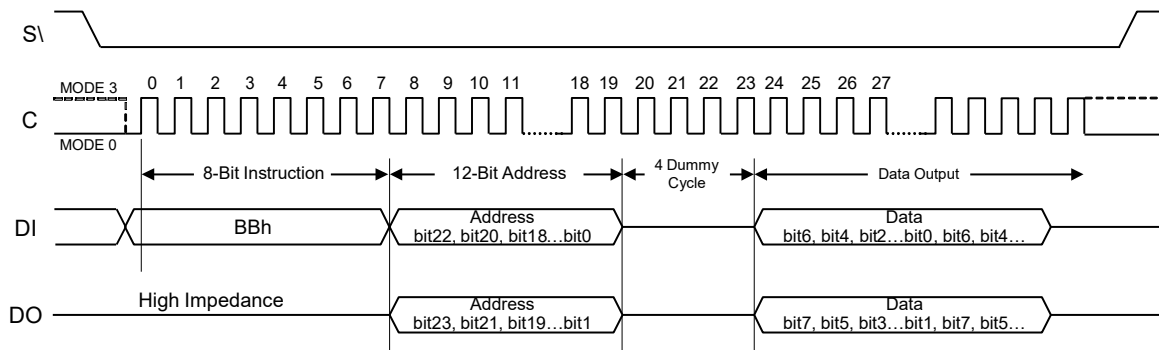 S\
MODE 3
0 1 2 3 4 5 6 7 8 9 10 11 18 19 20 21 22 23 24 25 26 27
C
MODE 0
8-Bit Instruction
12-Bit Address
4 Dummy
Cycle
Data Output
DI
BBh
Address
bit22, bit20, bit18...bit0
Data
bit6, bit4, bit2...bit0, bit6, bit4...
DO
High Impedance
Address
bit23, bit21, bit19...bit1
Data
bit7, bit5, bit3...bit1, bit7, bit5...